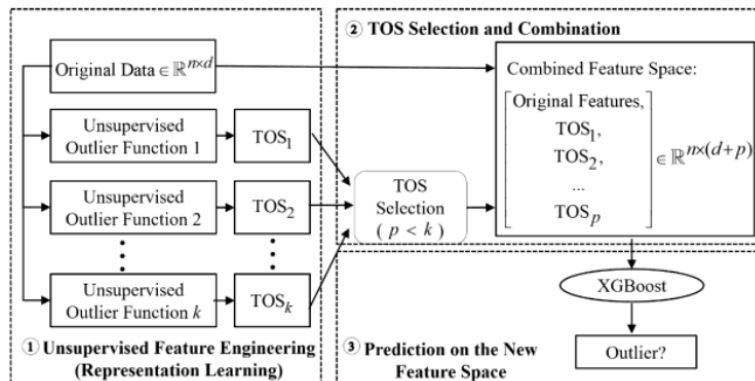 ② TOS Selection and Combination
Original Data ∈ ℝ^{n×d}
Combined Feature Space:
Unsupervised
Outlier Function 1
TOS₁
Original Features,
TOS₁,
TOS₂,
...
TOS_p
∈ ℝ^{n×(d+p)}
Unsupervised
Outlier Function 2
TOS₂
TOS
Selection
( p < k )
Unsupervised
Outlier Function k
TOS_k
XGBoost
① Unsupervised Feature Engineering
(Representation Learning)
③ Prediction on the New
Feature Space
Outlier?